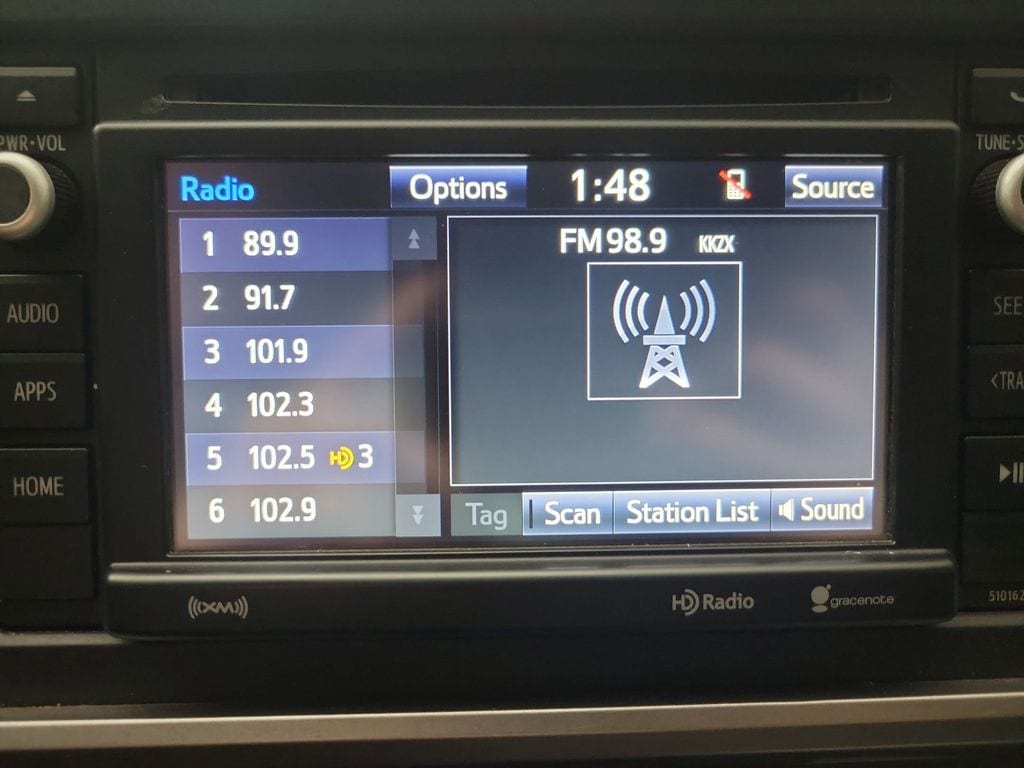 PWR·VOL
AUDIO
APPS
HOME
Radio
Options
1:48
Source
1 89.9
2 91.7
3 101.9
4 102.3
5 102.5 HD 3
6 102.9
FM 98.9 KKZX
Tag
Scan
Station List
Sound
((XM))
HD Radio
gracenote
TUNE·S
SEE
<TRA
510162